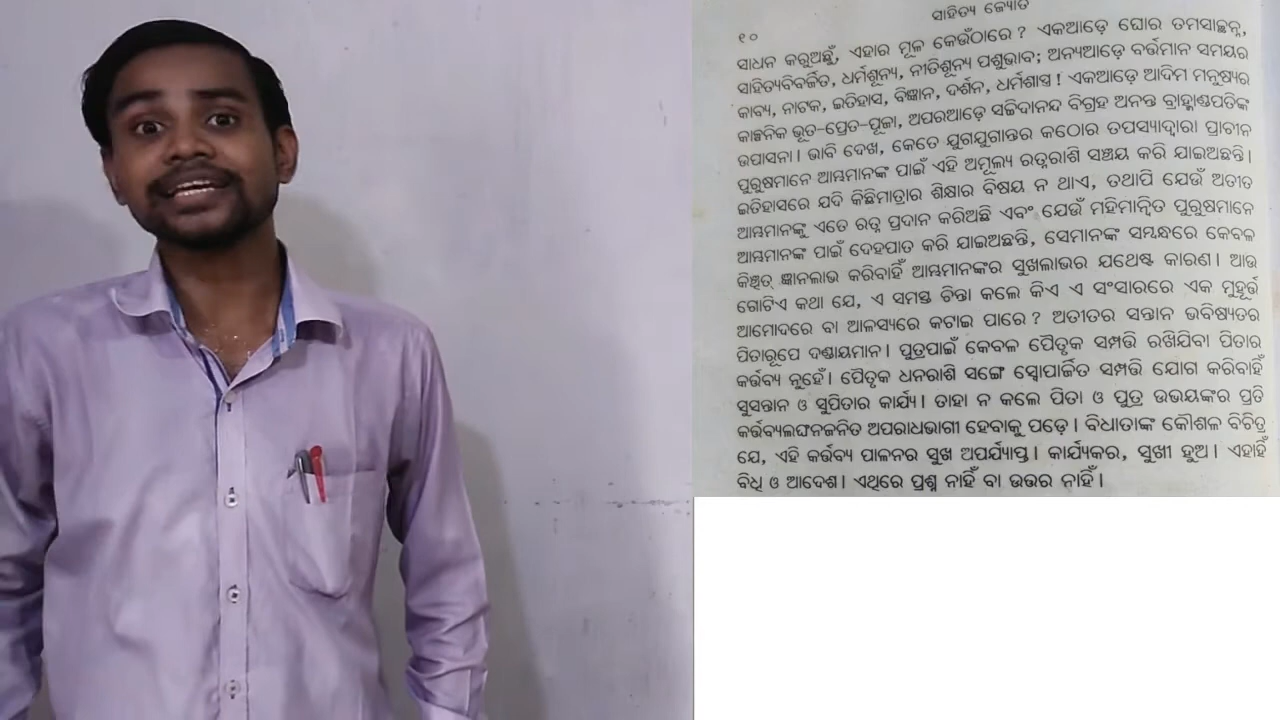 ସାହିତ୍ୟ ଜ୍ୟୋତି
୧୦
ସାଧନ କରୁଅଛୁଁ, ଏହାର ମୂଳ କେଉଁଠାରେ ? ଏକଆଡ଼େ ଘୋର ତମସାଚ୍ଛନ୍ନ,
ସାହିତ୍ୟବିବର୍ଜିତ, ଧର୍ମଶୂନ୍ୟ, ନୀତିଶୂନ୍ୟ ପଶୁଭାବ; ଅନ୍ୟଆଡ଼େ ବର୍ତ୍ତମାନ ସମୟର
କାବ୍ୟ, ନାଟକ, ଇତିହାସ, ବିଜ୍ଞାନ, ଦର୍ଶନ, ଧର୍ମଶାସ୍ତ୍ର ! ଏକଆଡ଼େ ଆଦିମ ମନୁଷ୍ୟର
କାଳ୍ପନିକ ଭୂତ-ପ୍ରେତ-ପୂଜା, ଅପରଆଡ଼େ ସଚ୍ଚିଦାନନ୍ଦ ବିଗ୍ରହ ଅନନ୍ତ ବ୍ରାହ୍ମାଣ୍ଡପତିଙ୍କ
ଉପାସନା । ଭାବି ଦେଖ, କେତେ ଯୁଗଯୁଗାନ୍ତର କଠୋର ତପସ୍ୟାଦ୍ୱାରା ପ୍ରାଚୀନ
ପୁରୁଷମାନେ ଆମ୍ଭମାନଙ୍କ ପାଇଁ ଏହି ଅମୂଲ୍ୟ ରତ୍ନରାଶି ସଞ୍ଚୟ କରି ଯାଇଅଛନ୍ତି ।
ଇତିହାସରେ ଯଦି କିଛିମାତ୍ର ଶିକ୍ଷାର ବିଷୟ ନ ଥାଏ, ତଥାପି ଯେଉଁ ଅତୀତ
ଆମ୍ଭମାନଙ୍କୁ ଏତେ ରତ୍ନ ପ୍ରଦାନ କରିଅଛି ଏବଂ ଯେଉଁ ମହିମାନ୍ୱିତ ପୁରୁଷମାନେ
ଆମ୍ଭମାନଙ୍କ ପାଇଁ ଦେହପାତ କରି ଯାଇଅଛନ୍ତି, ସେମାନଙ୍କ ସମ୍ବନ୍ଧରେ କେବଳ
କିଞ୍ଚିତ୍ ଜ୍ଞାନଲାଭ କରିବାହିଁ ଆମ୍ଭମାନଙ୍କର ସୁଖଲାଭର ଯଥେଷ୍ଟ କାରଣ । ଆଉ
ଗୋଟିଏ କଥା ଯେ, ଏ ସମସ୍ତ ଚିନ୍ତା କଲେ କିଏ ଏ ସଂସାରରେ ଏକ ମୁହୂର୍ତ୍ତ
ଆମୋଦରେ ବା ଆଳସ୍ୟରେ କଟାଇ ପାରେ ? ଅତୀତର ସନ୍ତାନ ଭବିଷ୍ୟତର
ପିତାରୂପେ ଦଣ୍ଡାୟମାନ । ପୁତ୍ରପାଇଁ କେବଳ ପୈତୃକ ସମ୍ପତ୍ତି ରଖିଯିବା ପିତାର
କର୍ତ୍ତବ୍ୟ ନୁହେଁ । ପୈତୃକ ଧନରାଶି ସଙ୍ଗେ ସ୍ୱୋପାର୍ଜିତ ସମ୍ପତ୍ତି ଯୋଗ କରିବାହିଁ
ସୁସନ୍ତାନ ଓ ସୁପିତାର କାର୍ଯ୍ୟ । ତାହା ନ କଲେ ପିତା ଓ ପୁତ୍ର ଉଭୟଙ୍କର ପ୍ରତି
କର୍ତ୍ତବ୍ୟଲଙ୍ଘନଜନିତ ଅପରାଧଭାଗୀ ହେବାକୁ ପଡ଼େ । ବିଧାତାଙ୍କ କୌଶଳ ବିଚିତ୍ର
ଯେ, ଏହି କର୍ତ୍ତବ୍ୟ ପାଳନର ସୁଖ ଅପର୍ଯ୍ୟାପ୍ତ । କାର୍ଯ୍ୟକର, ସୁଖୀ ହୁଅ । ଏହାହିଁ
ବିଧି ଓ ଆଦେଶ । ଏଥିରେ ପ୍ରଶ୍ନ ନାହିଁ ବା ଉତ୍ତର ନାହିଁ ।